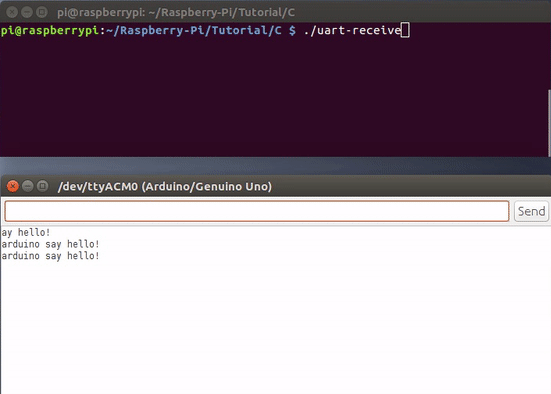 pi@raspberrypi: ~/Raspberry-Pi/Tutorial/C
pi@raspberrypi:~/Raspberry-Pi/Tutorial/C $ ./uart-receive
/dev/ttyACM0 (Arduino/Genuino Uno)
Send
ay hello!
arduino say hello!
arduino say hello!